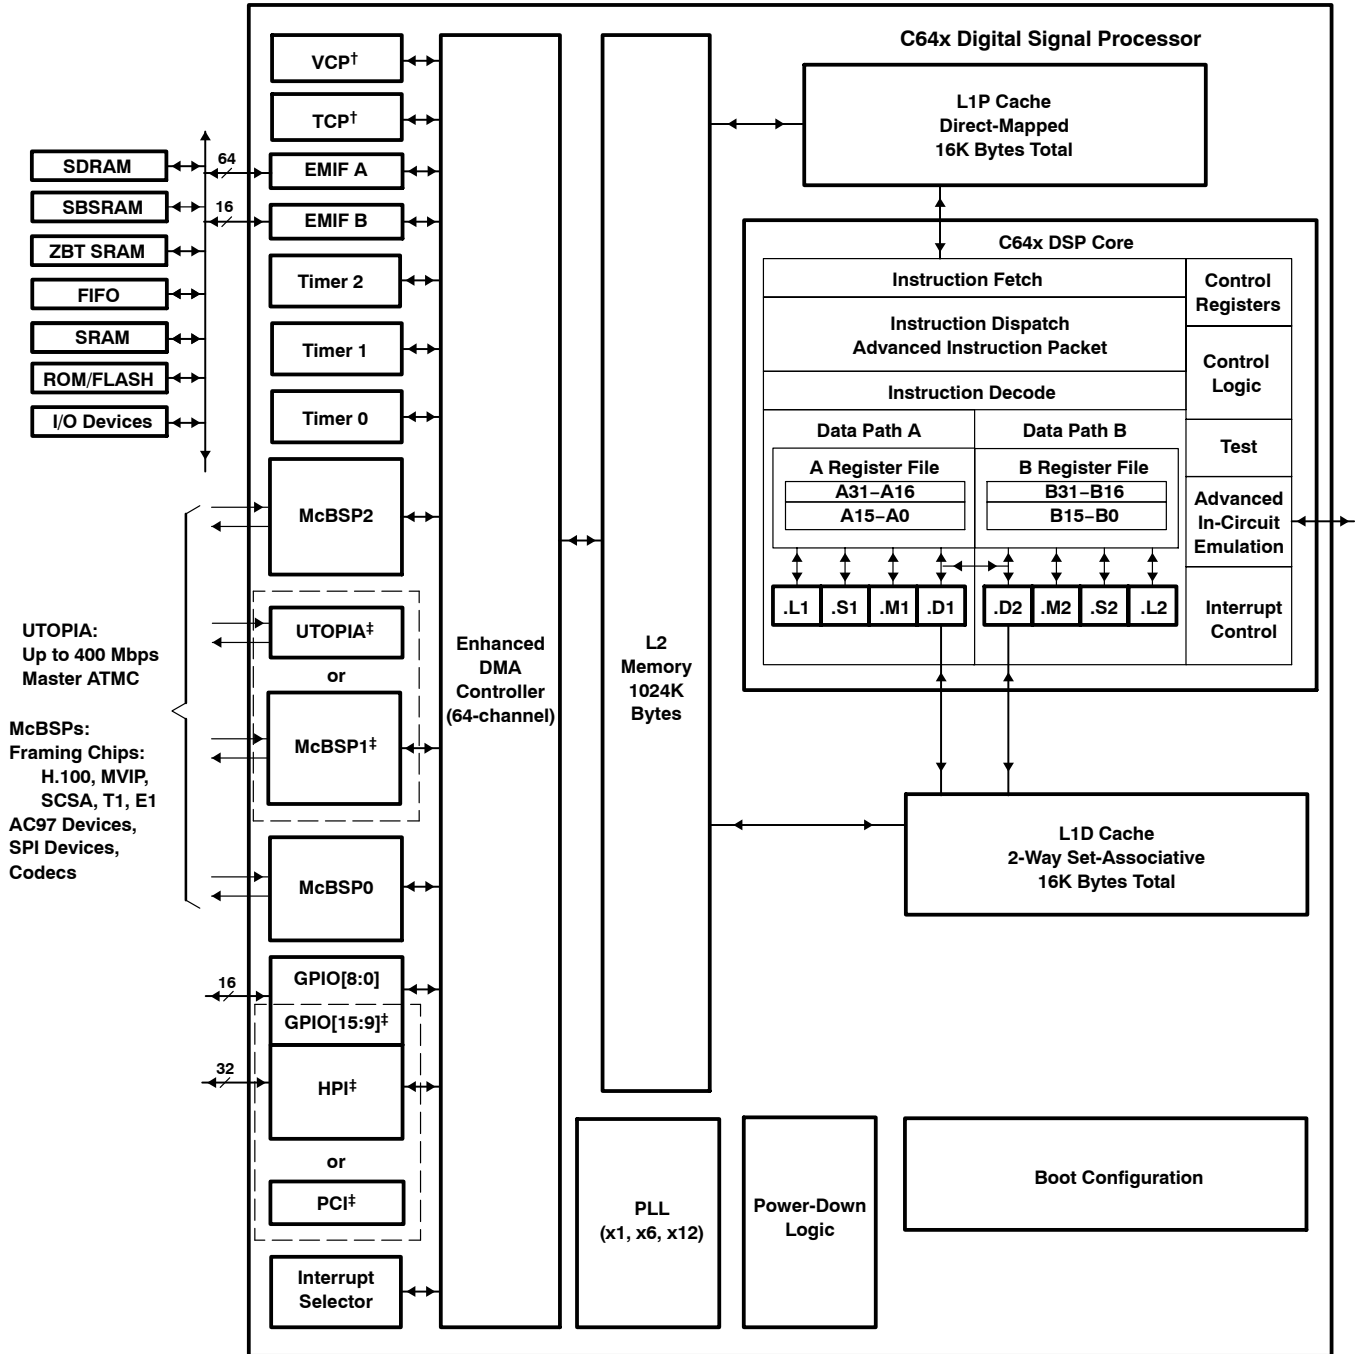 C64x Digital Signal Processor
VCP†
TCP†
EMIF A
EMIF B
Timer 2
Timer 1
Timer 0
McBSP2
UTOPIA‡
or
McBSP1‡
McBSP0
GPIO[8:0]
GPIO[15:9]‡
HPI‡
or
PCI‡
Interrupt
Selector
64
16
16
32
SDRAM
SBSRAM
ZBT SRAM
FIFO
SRAM
ROM/FLASH
I/O Devices
UTOPIA:
Up to 400 Mbps
Master ATMC
McBSPs:
Framing Chips:
H.100, MVIP,
SCSA, T1, E1
AC97 Devices,
SPI Devices,
Codecs
Enhanced
DMA
Controller
(64-channel)
L2
Memory
1024K
Bytes
L1P Cache
Direct-Mapped
16K Bytes Total
C64x DSP Core
Instruction Fetch
Instruction Dispatch
Advanced Instruction Packet
Instruction Decode
Data Path A
Data Path B
A Register File
A31–A16
A15–A0
B Register File
B31–B16
B15–B0
.L1
.S1
.M1
.D1
.D2
.M2
.S2
.L2
Control
Registers
Control
Logic
Test
Advanced
In-Circuit
Emulation
Interrupt
Control
L1D Cache
2-Way Set-Associative
16K Bytes Total
PLL
(x1, x6, x12)
Power-Down
Logic
Boot Configuration